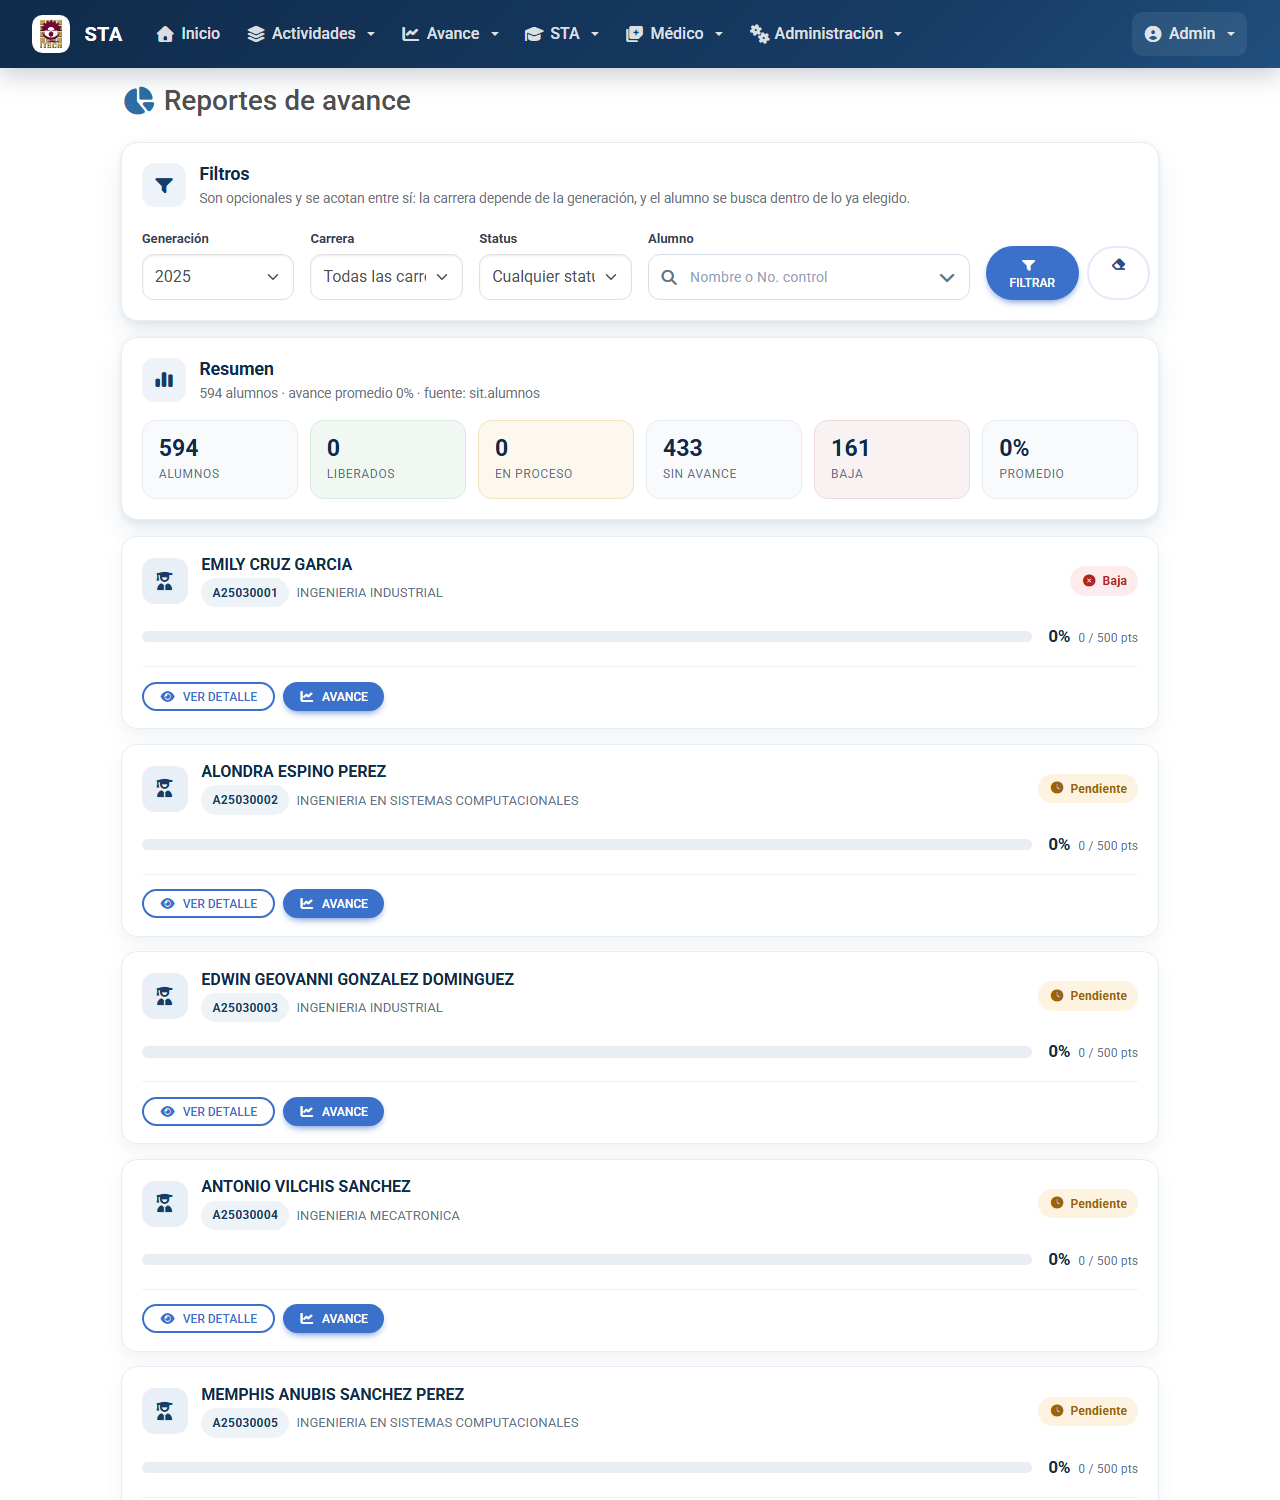 STA
Inicio
Actividades
Avance
STA
Médico
Administración
Admin
Reportes de avance
Filtros
Son opcionales y se acotan entre sí: la carrera depende de la generación, y el alumno se busca dentro de lo ya elegido.
Generación
Carrera
Status
Alumno
2025
Todas las carr
Cualquier statu
Nombre o No. control
FILTRAR
Resumen
594 alumnos · avance promedio 0% · fuente: sit.alumnos
594
ALUMNOS
0
LIBERADOS
0
EN PROCESO
433
SIN AVANCE
161
BAJA
0%
PROMEDIO
EMILY CRUZ GARCIA
A25030001 INGENIERIA INDUSTRIAL
Baja
0% 0 / 500 pts
VER DETALLE
AVANCE
ALONDRA ESPINO PEREZ
A25030002 INGENIERIA EN SISTEMAS COMPUTACIONALES
Pendiente
0% 0 / 500 pts
VER DETALLE
AVANCE
EDWIN GEOVANNI GONZALEZ DOMINGUEZ
A25030003 INGENIERIA INDUSTRIAL
Pendiente
0% 0 / 500 pts
VER DETALLE
AVANCE
ANTONIO VILCHIS SANCHEZ
A25030004 INGENIERIA MECATRONICA
Pendiente
0% 0 / 500 pts
VER DETALLE
AVANCE
MEMPHIS ANUBIS SANCHEZ PEREZ
A25030005 INGENIERIA EN SISTEMAS COMPUTACIONALES
Pendiente
0% 0 / 500 pts